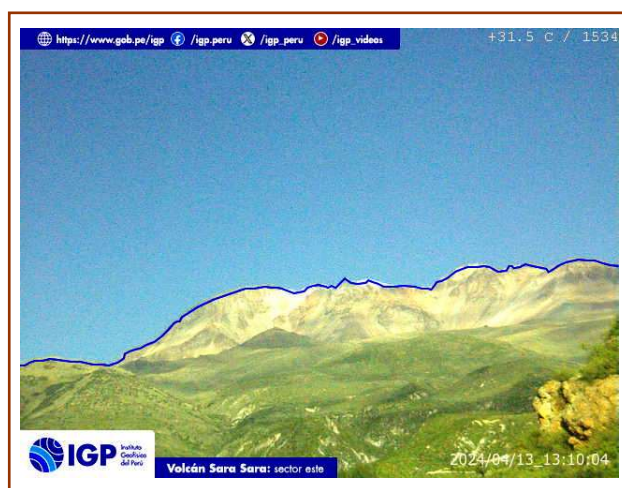 https://www.gob.pe/igp /igp.peru /igp_peru /igp_videos
+31.5 C / 1534
IGP Instituto Geofísico del Perú
Volcán Sara Sara: sector este
2024/04/13_13:10:04